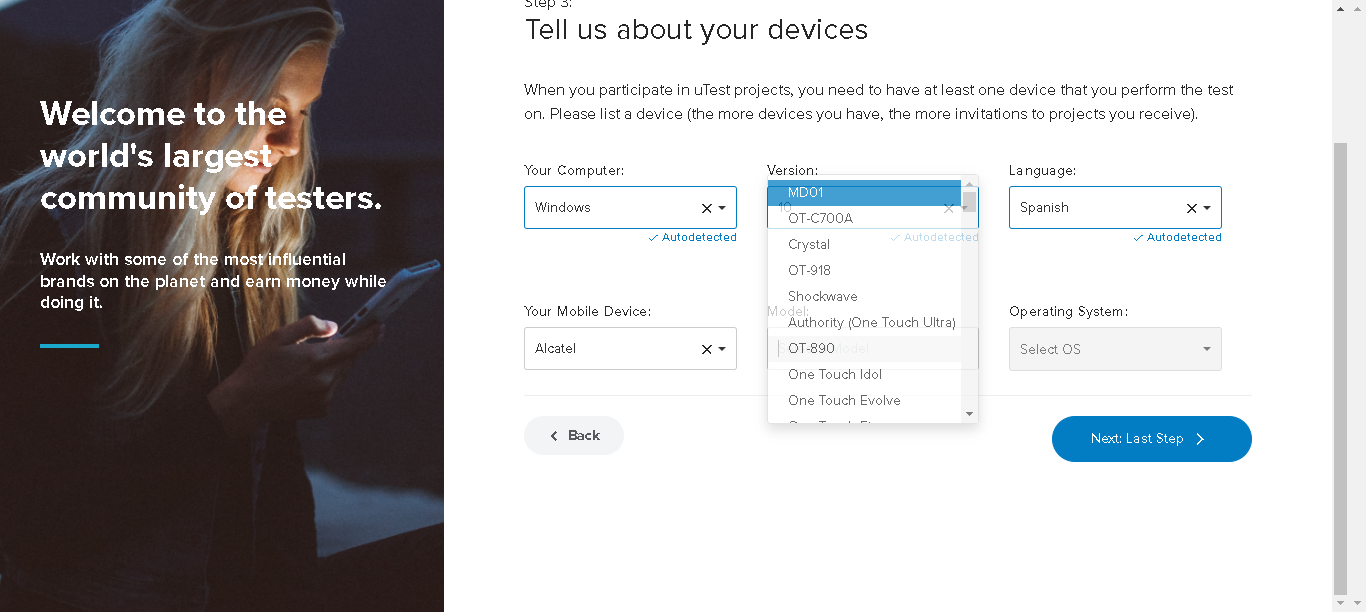 Welcome to the
world's largest
community of testers.
Work with some of the most influential
brands on the planet and earn money while
doing it.
Step 3:
Tell us about your devices
When you participate in uTest projects, you need to have at least one device that you perform the test
on. Please list a device (the more devices you have, the more invitations to projects you receive).
Your Computer:
Windows
Autodetected
Version:
10
Autodetected
Language:
Spanish
Autodetected
Your Mobile Device:
Alcatel
Model:
MD01
OT-C700A
Crystal
OT-918
Shockwave
Authority (One Touch Ultra)
OT-890
One Touch Idol
One Touch Evolve
Operating System:
Select OS
Back
Next: Last Step